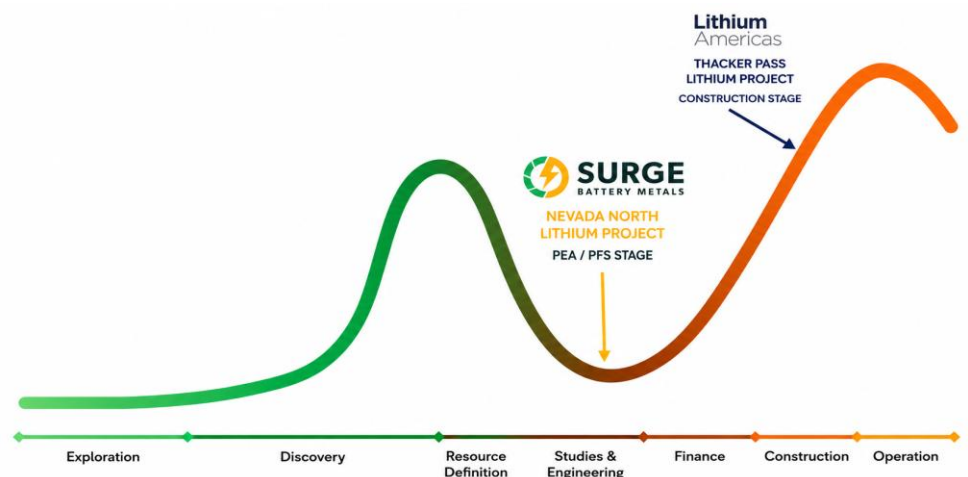 Lithium
Americas
THACKER PASS
LITHIUM PROJECT
CONSTRUCTION STAGE
SURGE
BATTERY METALS
NEVADA NORTH
LITHIUM PROJECT
PEA / PFS STAGE
Exploration
Discovery
Resource
Definition
Studies &
Engineering
Finance
Construction
Operation